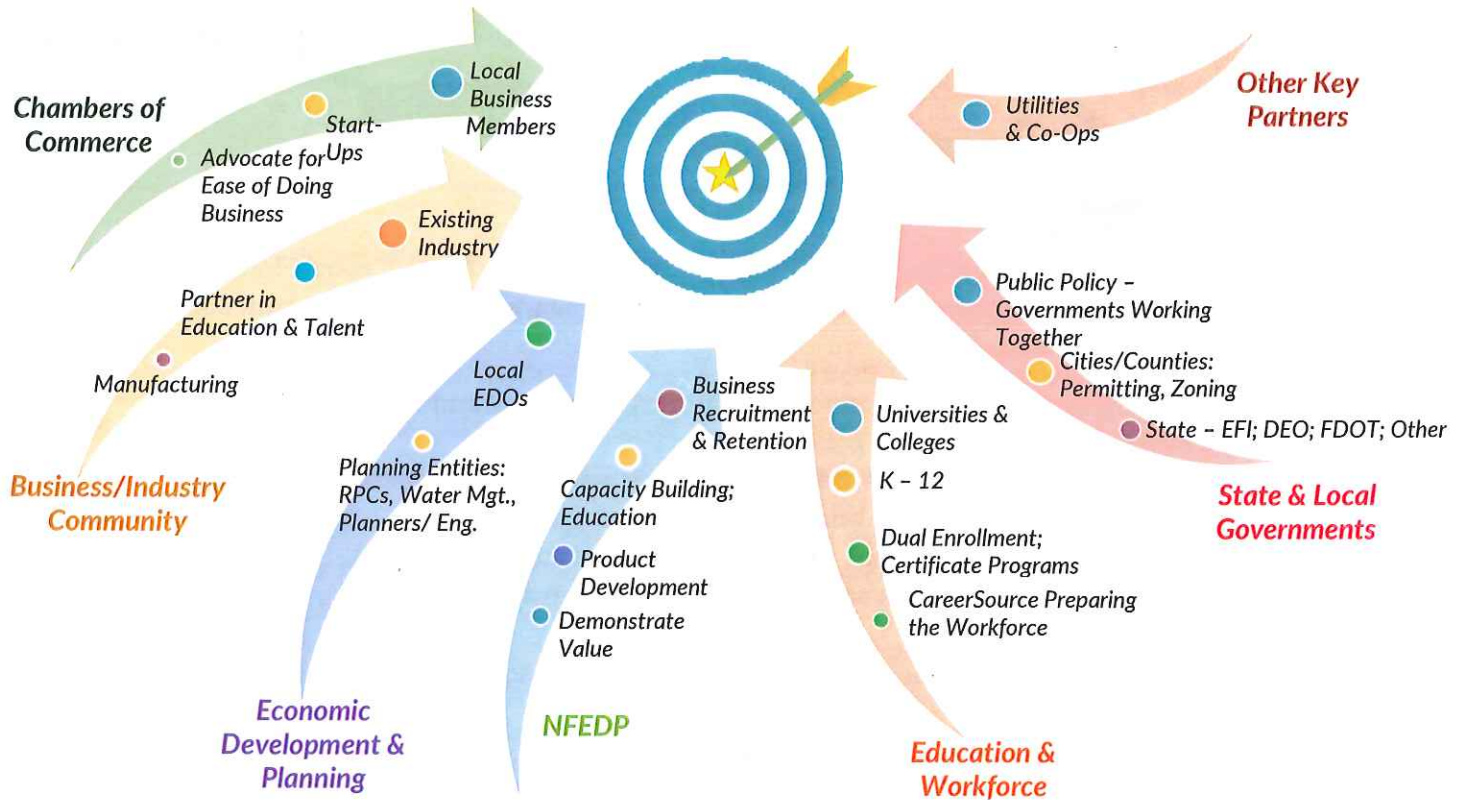 Chambers of
Commerce
Local
Business
Members
Start-
Ups
Advocate for
Ease of Doing
Business
Existing
Industry
Partner in
Education & Talent
Manufacturing
Business/Industry
Community
Local
EDOs
Planning Entities:
RPCs, Water Mgt.,
Planners/ Eng.
Economic
Development &
Planning
Business
Recruitment
& Retention
Capacity Building;
Education
Product
Development
Demonstrate
Value
NFEDP
Universities &
Colleges
K – 12
Dual Enrollment;
Certificate Programs
CareerSource Preparing
the Workforce
Education &
Workforce
Public Policy –
Governments Working
Together
Cities/Counties:
Permitting, Zoning
State – EFI; DEO; FDOT; Other
State & Local
Governments
Utilities
& Co-Ops
Other Key
Partners